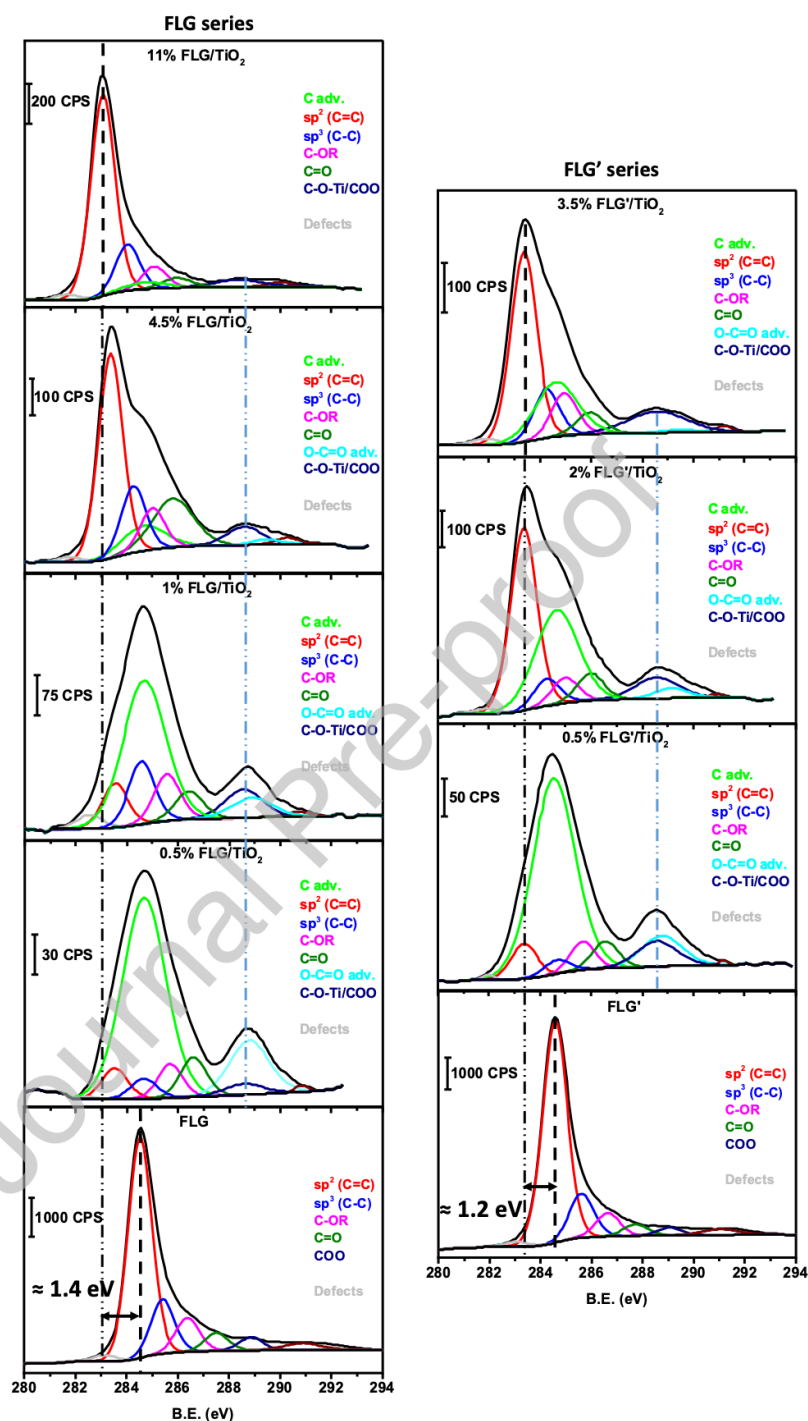 FLG series
11% FLG/TiO₂
200 CPS
C adv.
sp² (C=C)
sp³ (C-C)
C-OR
C=O
C-O-Ti/COO
Defects
4.5% FLG/TiO₂
100 CPS
C adv.
sp² (C=C)
sp³ (C-C)
C-OR
C=O
O-C=O adv.
C-O-Ti/COO
Defects
1% FLG/TiO₂
75 CPS
C adv.
sp² (C=C)
sp³ (C-C)
C-OR
C=O
O-C=O adv.
C-O-Ti/COO
Defects
0.5% FLG/TiO₂
30 CPS
C adv.
sp² (C=C)
sp³ (C-C)
C-OR
C=O
O-C=O adv.
C-O-Ti/COO
Defects
FLG
1000 CPS
sp² (C=C)
sp³ (C-C)
C-OR
C=O
COO
Defects
≈ 1.4 eV
280 282 284 286 288 290 292 294
B.E. (eV)
FLG' series
3.5% FLG'/TiO₂
100 CPS
C adv.
sp² (C=C)
sp³ (C-C)
C-OR
C=O
O-C=O adv.
C-O-Ti/COO
Defects
2% FLG'/TiO₂
100 CPS
C adv.
sp² (C=C)
sp³ (C-C)
C-OR
C=O
O-C=O adv.
C-O-Ti/COO
Defects
0.5% FLG'/TiO₂
50 CPS
C adv.
sp² (C=C)
sp³ (C-C)
C-OR
C=O
O-C=O adv.
C-O-Ti/COO
Defects
FLG'
1000 CPS
sp² (C=C)
sp³ (C-C)
C-OR
C=O
COO
Defects
≈ 1.2 eV
280 282 284 286 288 290 292 294
B.E. (eV)
Journal Pre-proof